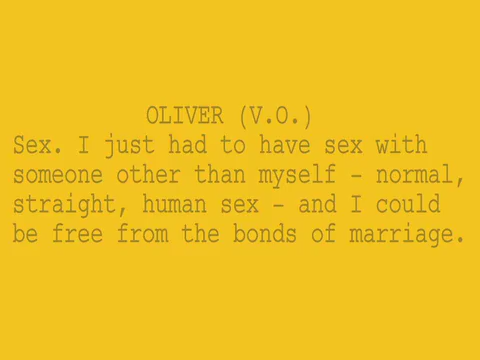 OLIVER (V.O.)
Sex. I just had to have sex with
someone other than myself - normal,
straight, human sex - and I could
be free from the bonds of marriage.